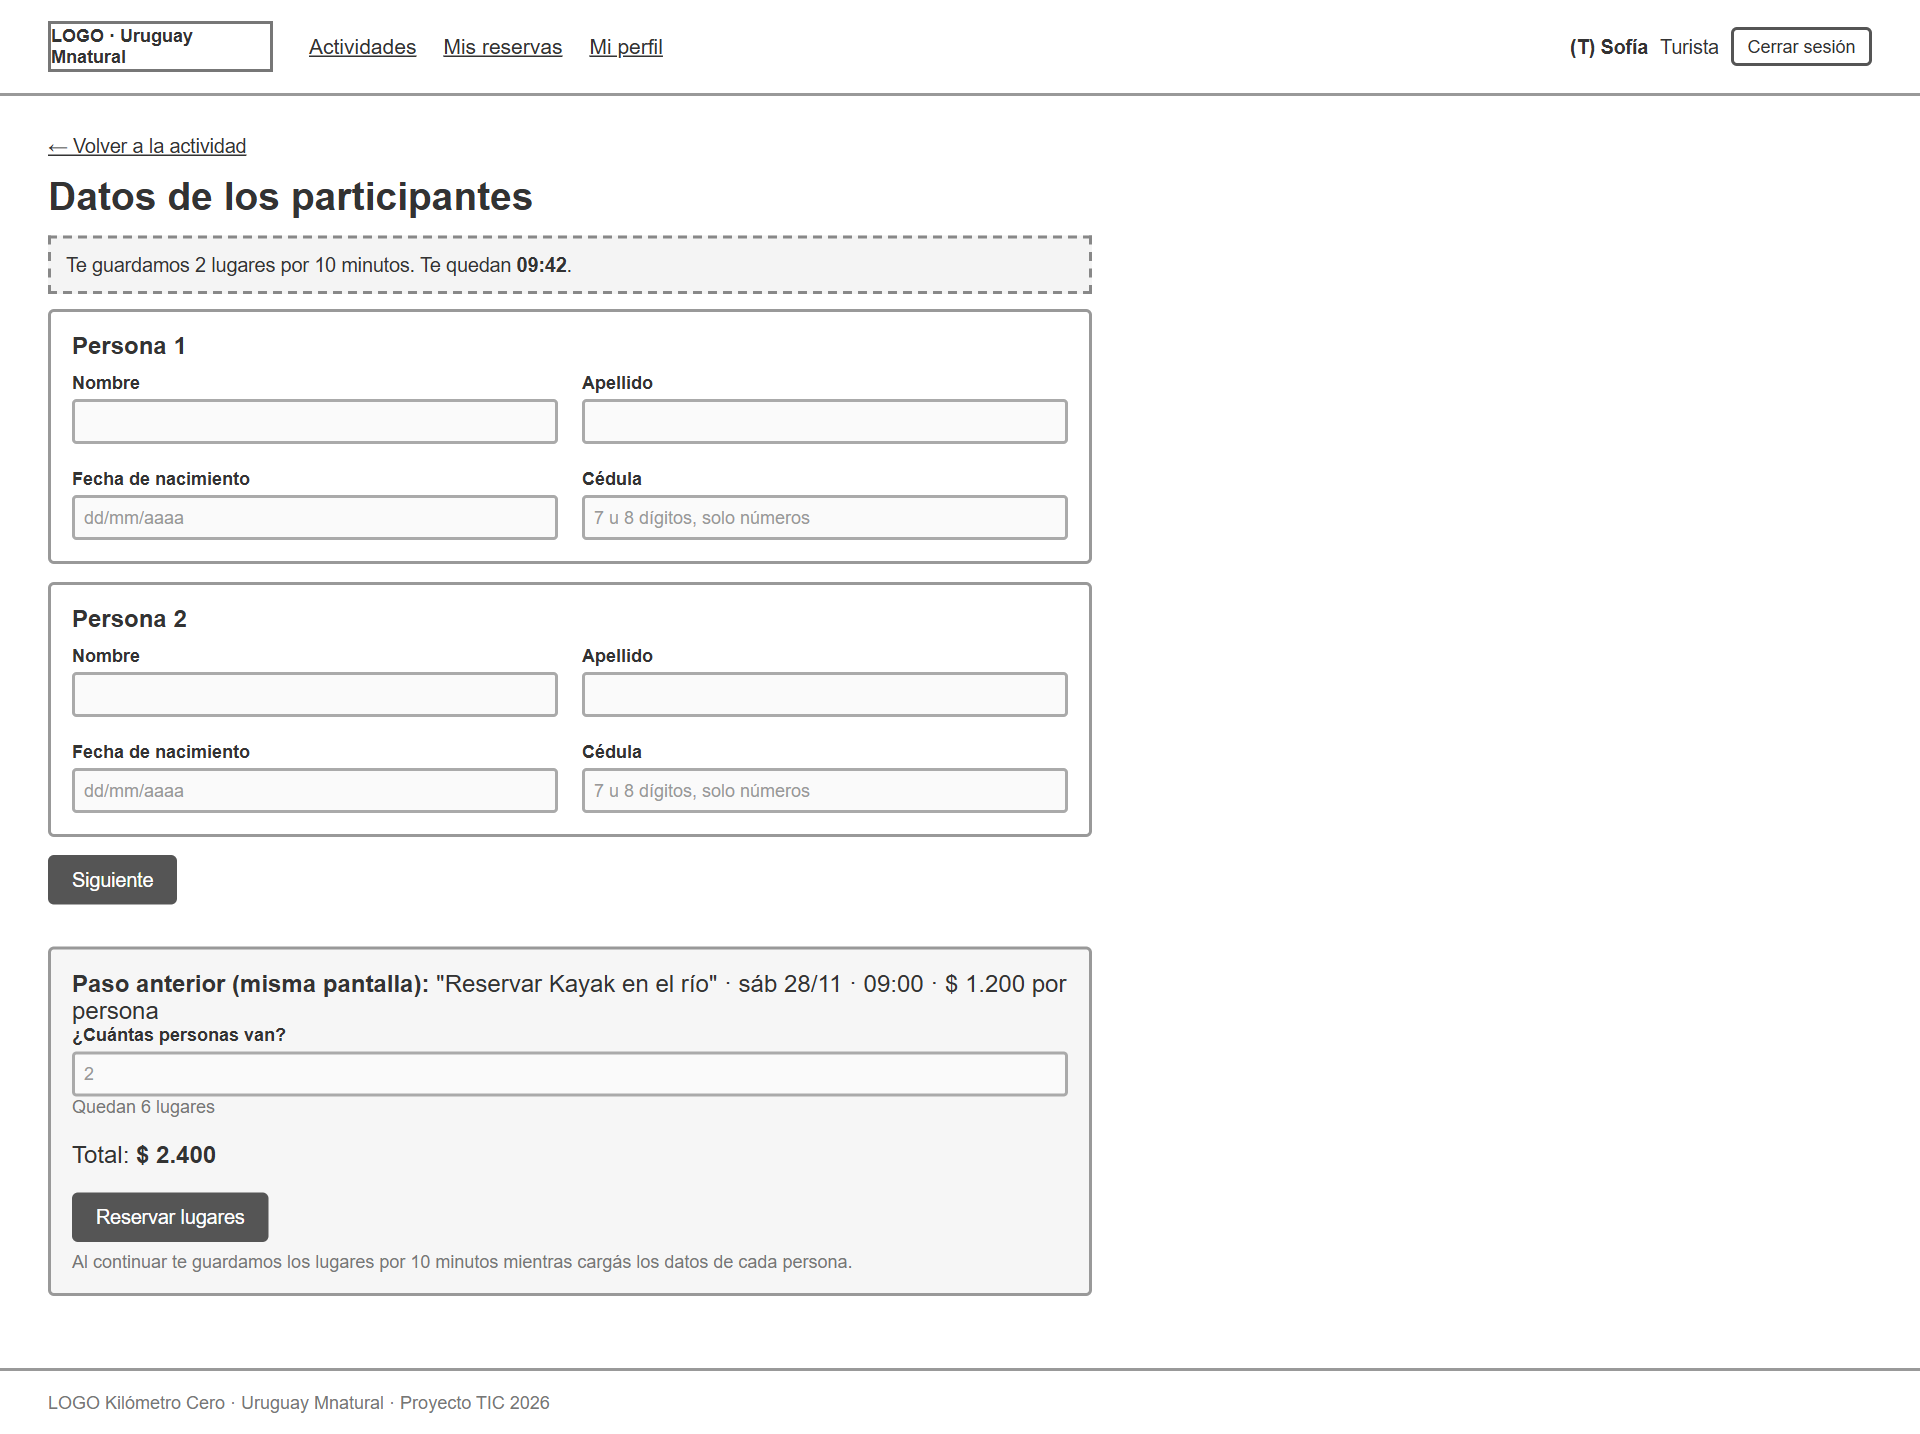 LOGO · Uruguay
Mnatural
Actividades
Mis reservas
Mi perfil
(T) Sofía Turista
Cerrar sesión
← Volver a la actividad
Datos de los participantes
Te guardamos 2 lugares por 10 minutos. Te quedan 09:42.
Persona 1
Nombre
Apellido
Fecha de nacimiento
Cédula
dd/mm/aaaa
7 u 8 dígitos, solo números
Persona 2
Nombre
Apellido
Fecha de nacimiento
Cédula
dd/mm/aaaa
7 u 8 dígitos, solo números
Siguiente
Paso anterior (misma pantalla): "Reservar Kayak en el río" · sáb 28/11 · 09:00 · $ 1.200 por
persona
¿Cuántas personas van?
2
Quedan 6 lugares
Total: $ 2.400
Reservar lugares
Al continuar te guardamos los lugares por 10 minutos mientras cargás los datos de cada persona.
LOGO Kilómetro Cero · Uruguay Mnatural · Proyecto TIC 2026